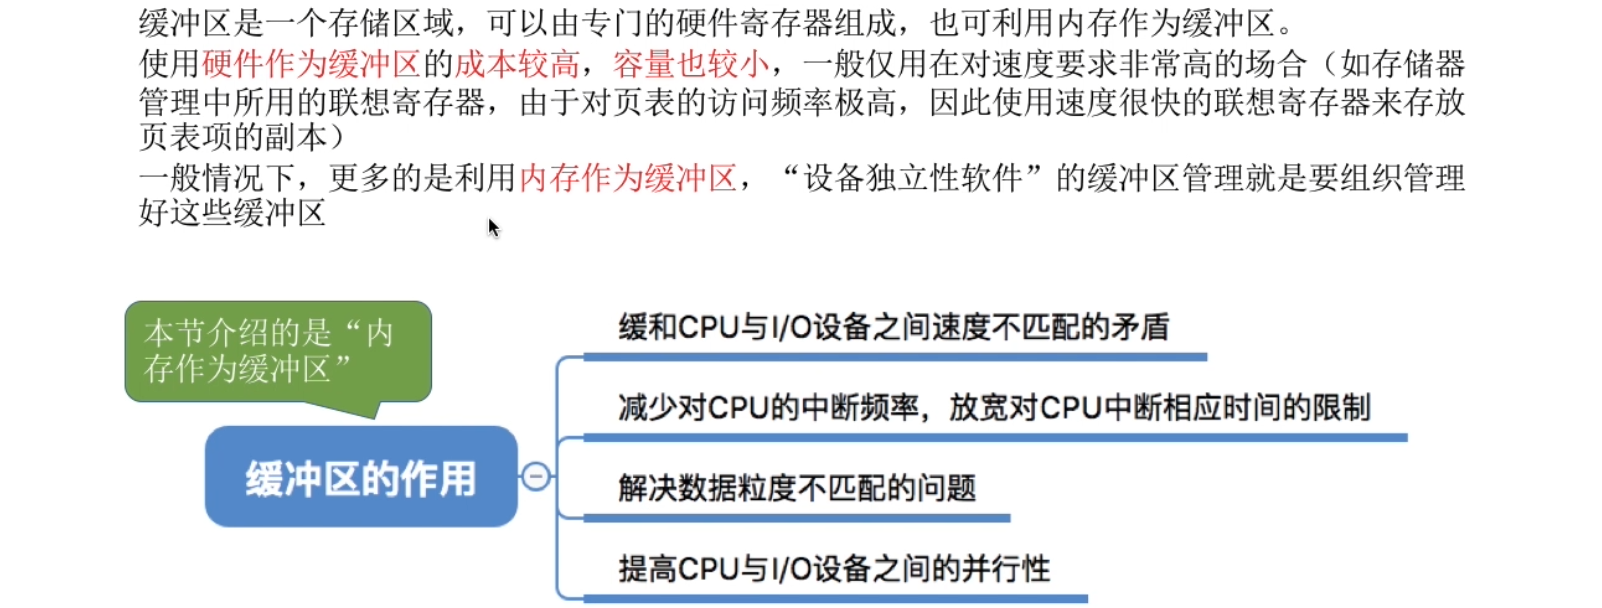 缓冲区是一个存储区域，可以由专门的硬件寄存器组成，也可利用内存作为缓冲区。
使用硬件作为缓冲区的成本较高，容量也较小，一般仅用在对速度要求非常高的场合（如存储器
管理中所用的联想寄存器，由于对页表的访问频率极高，因此使用速度很快的联想寄存器来存放
页表项的副本）
一般情况下，更多的是利用内存作为缓冲区，“设备独立性软件”的缓冲区管理就是要组织管理
好这些缓冲区
本节介绍的是“内
存作为缓冲区”
缓冲区的作用
缓和CPU与I/O设备之间速度不匹配的矛盾
减少对CPU的中断频率，放宽对CPU中断相应时间的限制
解决数据粒度不匹配的问题
提高CPU与I/O设备之间的并行性